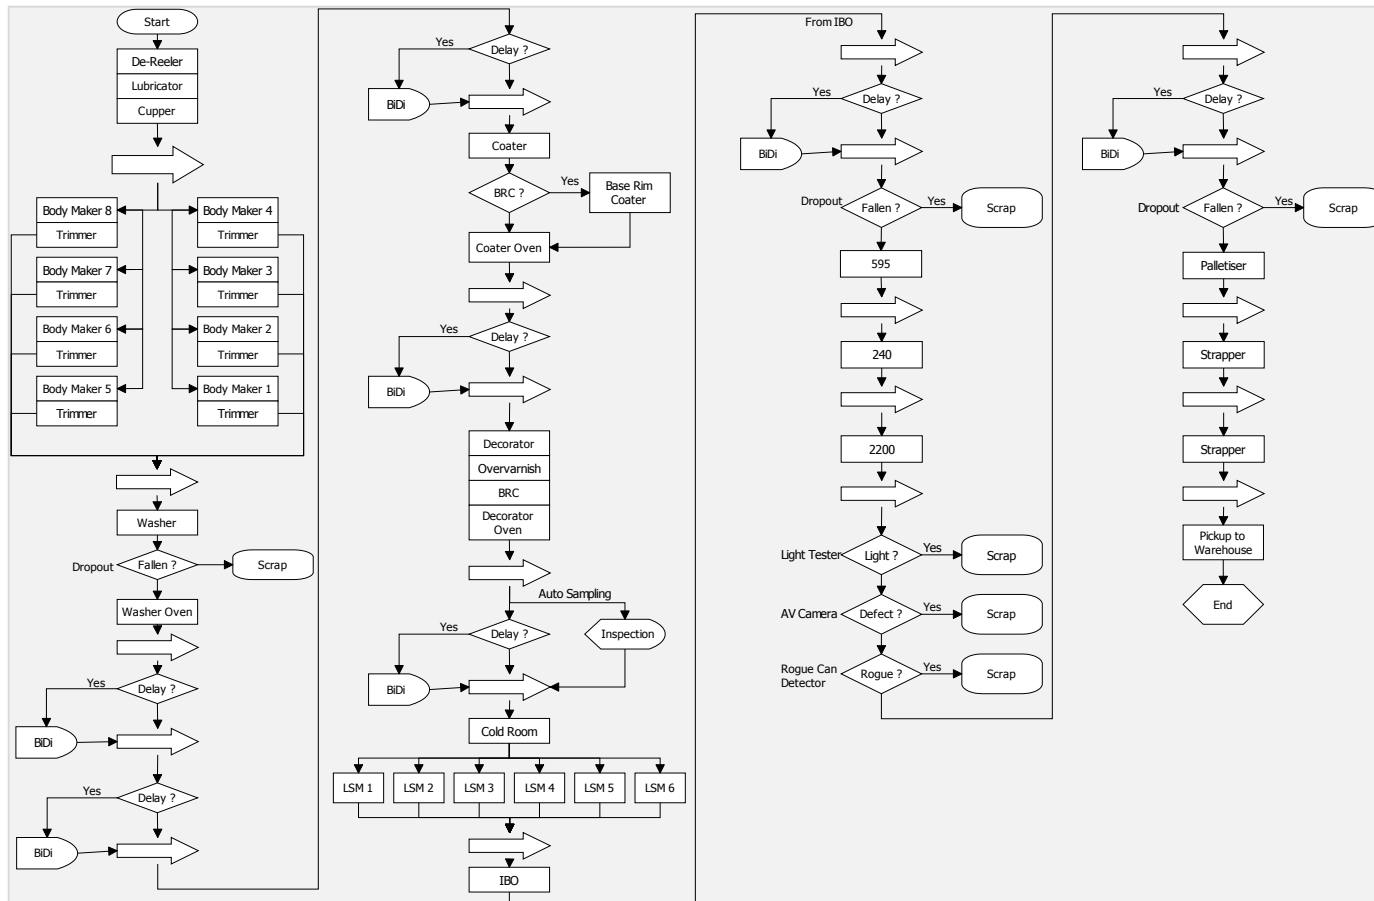 Start
De-Reeler
Lubricator
Cupper
Body Maker 8
Trimmer
Body Maker 4
Trimmer
Body Maker 7
Trimmer
Body Maker 3
Trimmer
Body Maker 6
Trimmer
Body Maker 2
Trimmer
Body Maker 5
Trimmer
Body Maker 1
Trimmer
Washer
Dropout
Fallen ?
Scrap
Washer Oven
Yes
Delay ?
BiDi
Yes
Delay ?
BiDi
Yes
Delay ?
BiDi
Coater
BRC ?
Yes
Base Rim
Coater
Coater Oven
Yes
Delay ?
BiDi
Decorator
Overvarnish
BRC
Decorator
Oven
Auto Sampling
Yes
Delay ?
Inspection
BiDi
Cold Room
LSM 1
LSM 2
LSM 3
LSM 4
LSM 5
LSM 6
IBO
From IBO
Yes
Delay ?
BiDi
Dropout
Fallen ?
Yes
Scrap
595
240
2200
Light Tester
Light ?
Yes
Scrap
AV Camera
Defect ?
Yes
Scrap
Rogue Can
Detector
Rogue ?
Yes
Scrap
Yes
Delay ?
BiDi
Dropout
Fallen ?
Yes
Scrap
Palletiser
Strapper
Strapper
Pickup to
Warehouse
End